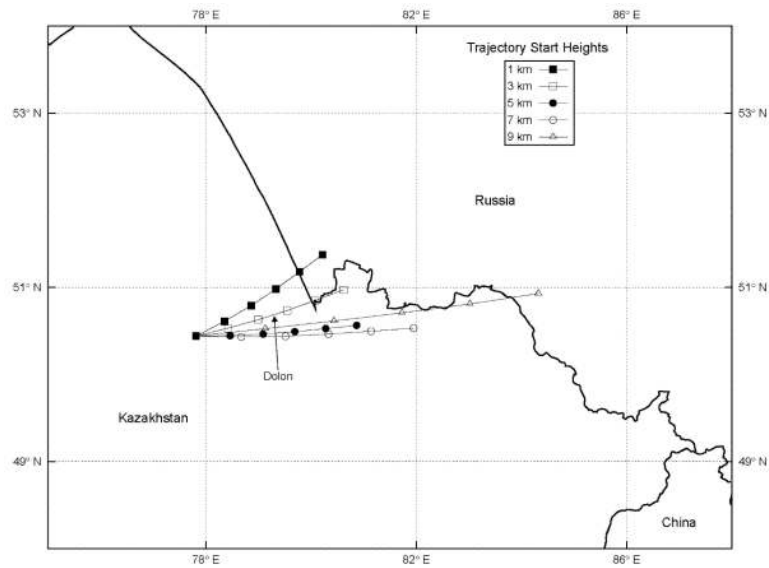 78° E
82° E
86° E
Trajectory Start Heights
1 km
3 km
5 km
7 km
9 km
53° N
53° N
Russia
51° N
51° N
Dolon
Kazakhstan
49° N
49° N
China
78° E
82° E
86° E